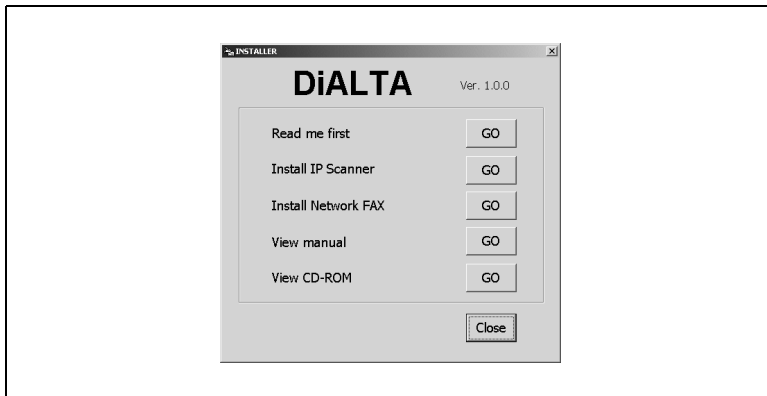 INSTALLER
DiALTA Ver. 1.0.0
Read me first GO
Install IP Scanner GO
Install Network FAX GO
View manual GO
View CD-ROM GO
Close